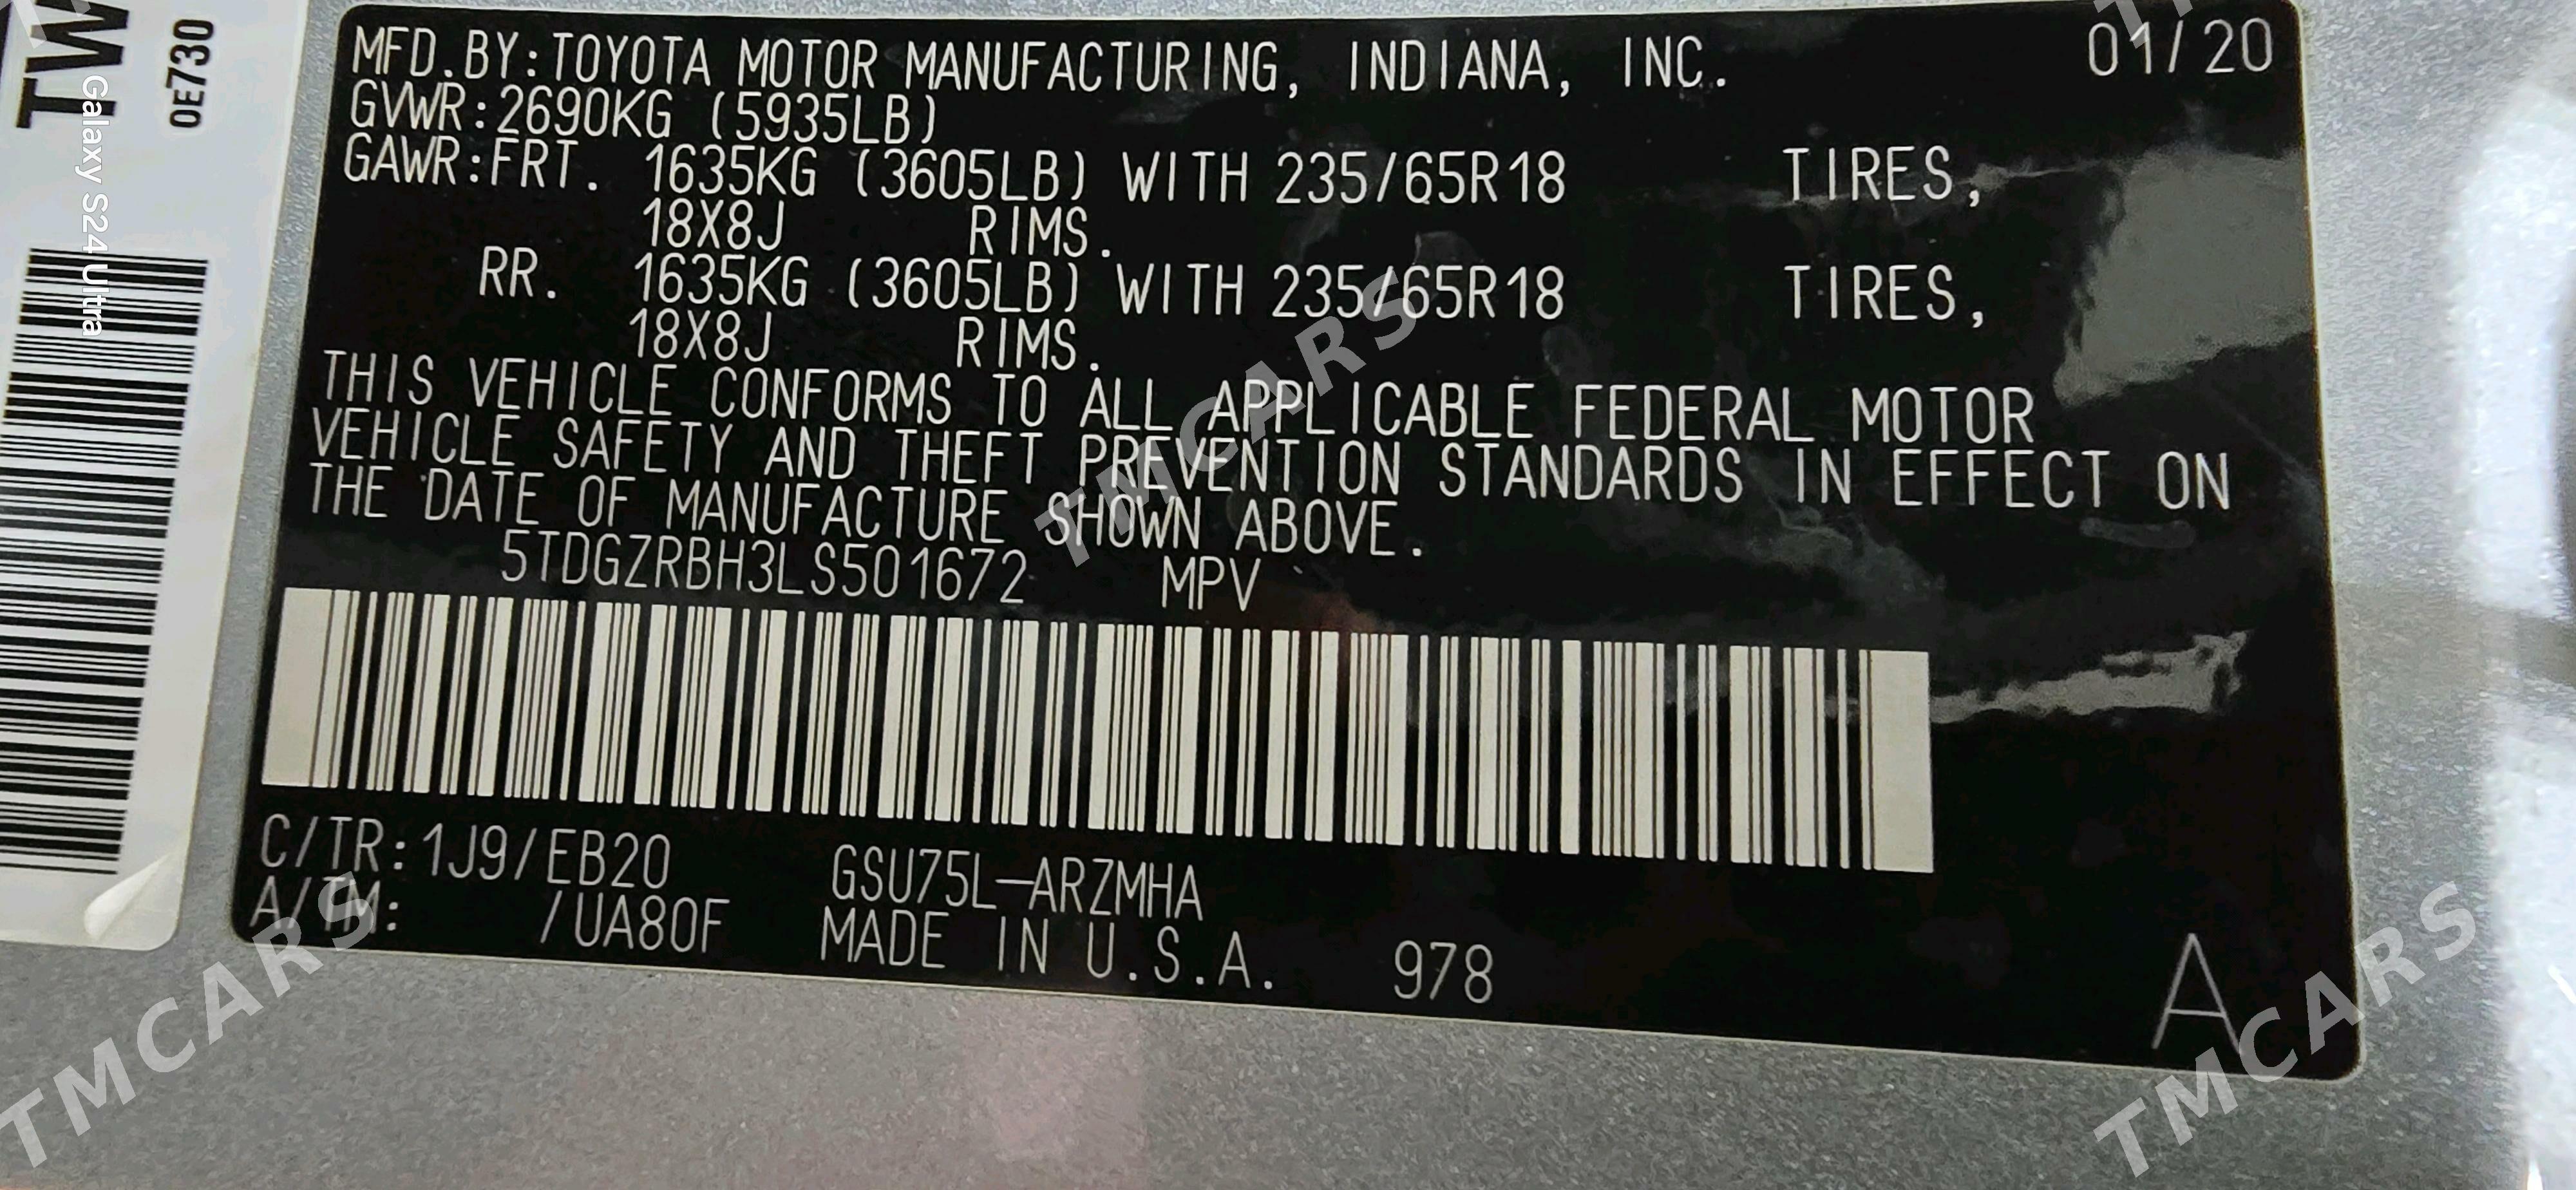 MFD.BY:TOYOTA MOTOR MANUFACTURING, INDIANA, INC. 01/20
GVWR:2690KG (5935LB)
GAWR:FRT. 1635KG (3605LB) WITH 235/65R18 TIRES,
18X8J RIMS.
RR. 1635KG (3605LB) WITH 235/65R18 TIRES,
18X8J RIMS.
THIS VEHICLE CONFORMS TO ALL APPLICABLE FEDERAL MOTOR
VEHICLE SAFETY AND THEFT PREVENTION STANDARDS IN EFFECT ON
THE DATE OF MANUFACTURE SHOWN ABOVE.
5TDGZRBH3LS501672 MPV
C/TR:1J9/EB20 GSU75L-ARZMHA
A/TM: /UA80F MADE IN U.S.A. 978
A
TW
0E730
Galaxy S24 Ultra
TMCARS
TMCARS
TMCARS